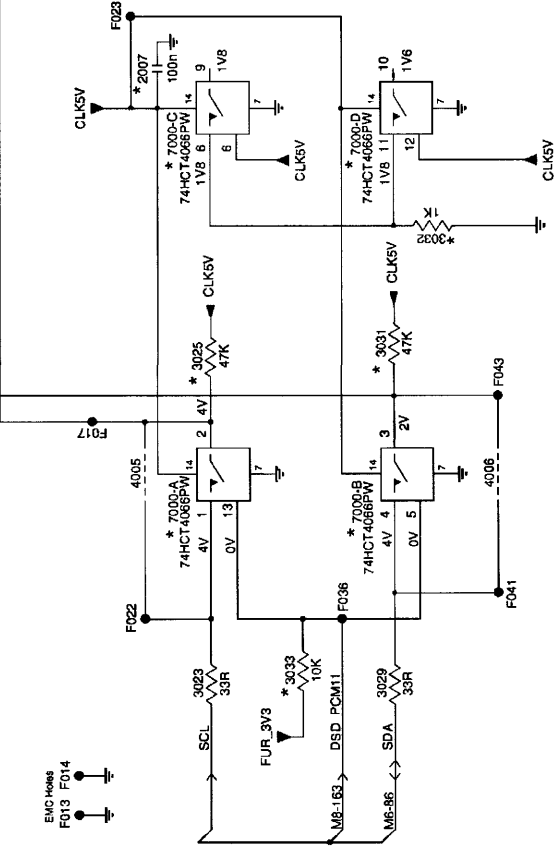 F023
* 2007
100n
CLK5V
9
1V8
14
7
* 7000-C
74HCT4066PW
1V8
6
6
CLK5V
10
1V6
14
7
* 7000-D
74HCT4066PW
1V8
11
12
CLK5V
*3032
1K
CLK5V
* 3025
47K
4V
2
CLK5V
* 3031
47K
2V
3
F043
F017
4005
14
7
* 7000-A
74HCT4066PW
4V
1
0V
13
14
7
* 7000-B
74HCT4066PW
4V
4
0V
5
4006
F022
F036
F041
3023
33R
SCL
* 3033
10K
FUR_3V3
DSD_PCM11
M8-163
3029
33R
SDA
M6-86
EMC Holes
F013
F014